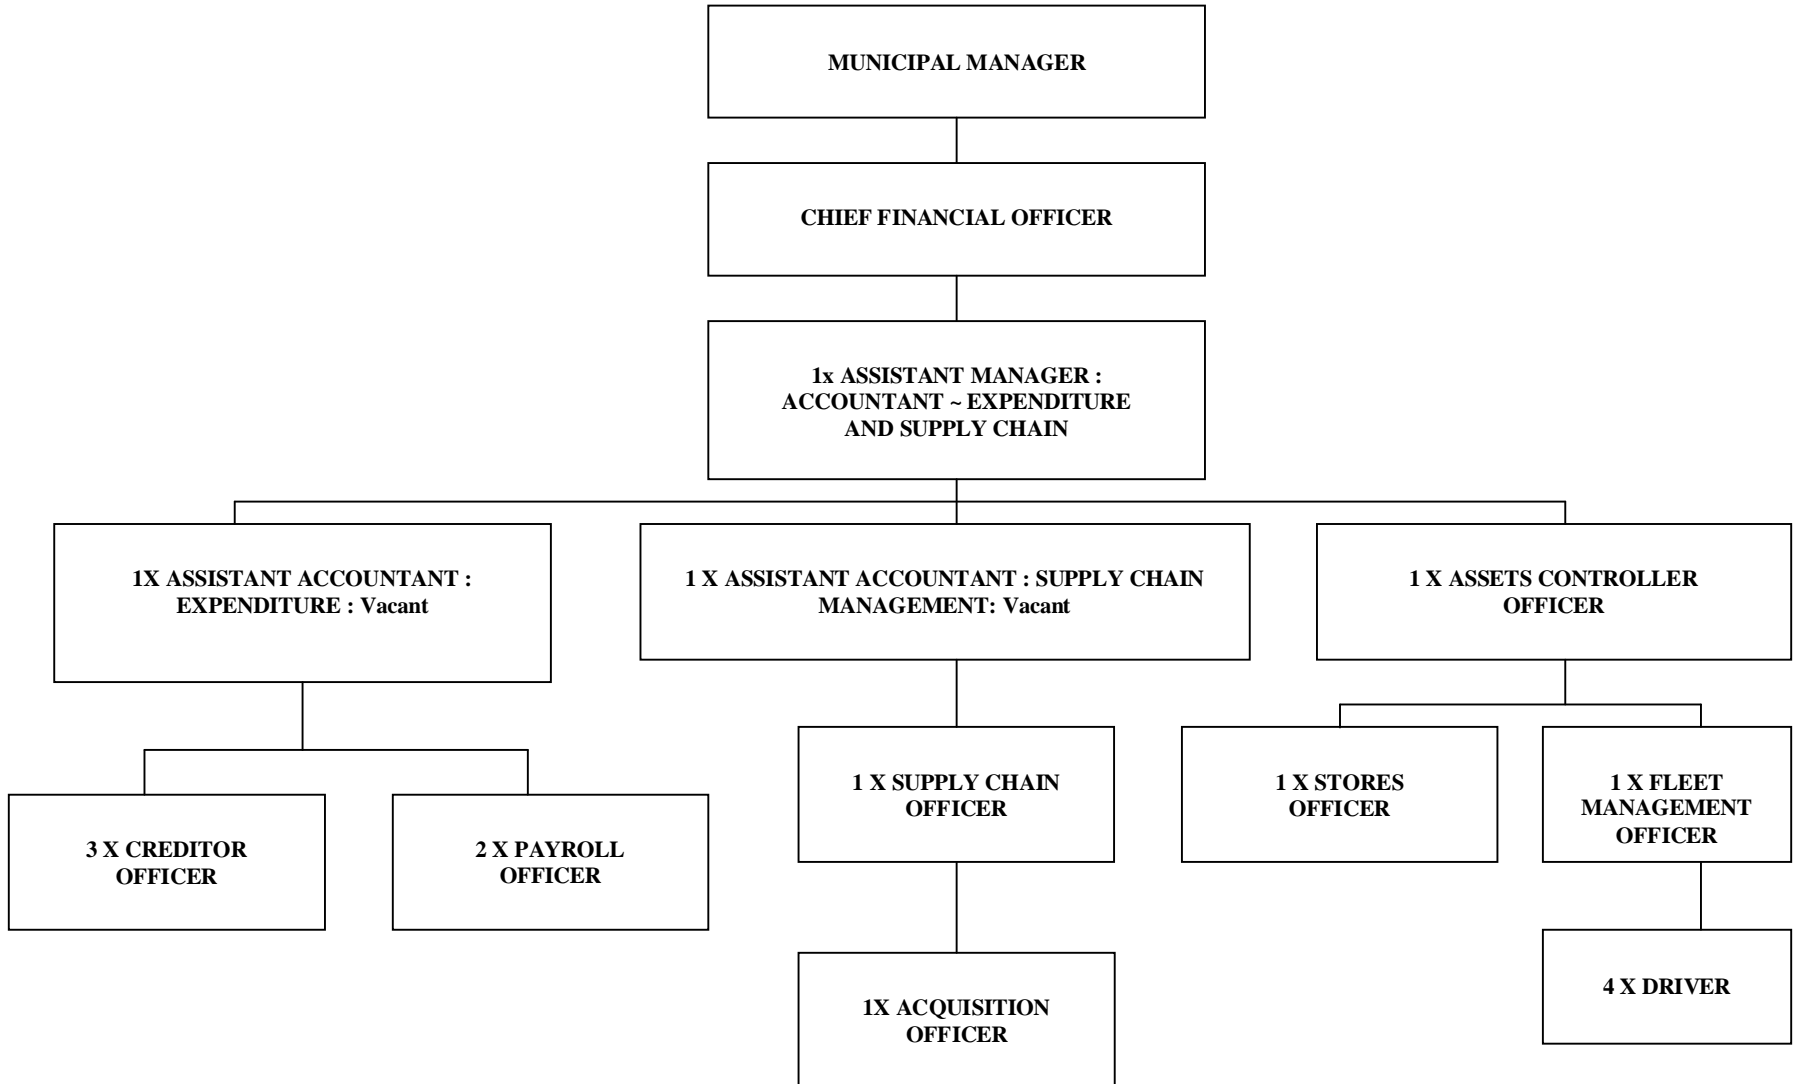 MUNICIPAL MANAGER
CHIEF FINANCIAL OFFICER
1x ASSISTANT MANAGER :
ACCOUNTANT ~ EXPENDITURE
AND SUPPLY CHAIN
1X ASSISTANT ACCOUNTANT :
EXPENDITURE : Vacant
1 X ASSISTANT ACCOUNTANT : SUPPLY CHAIN
MANAGEMENT: Vacant
1 X ASSETS CONTROLLER
OFFICER
3 X CREDITOR
OFFICER
2 X PAYROLL
OFFICER
1 X SUPPLY CHAIN
OFFICER
1 X STORES
OFFICER
1 X FLEET
MANAGEMENT
OFFICER
1X ACQUISITION
OFFICER
4 X DRIVER